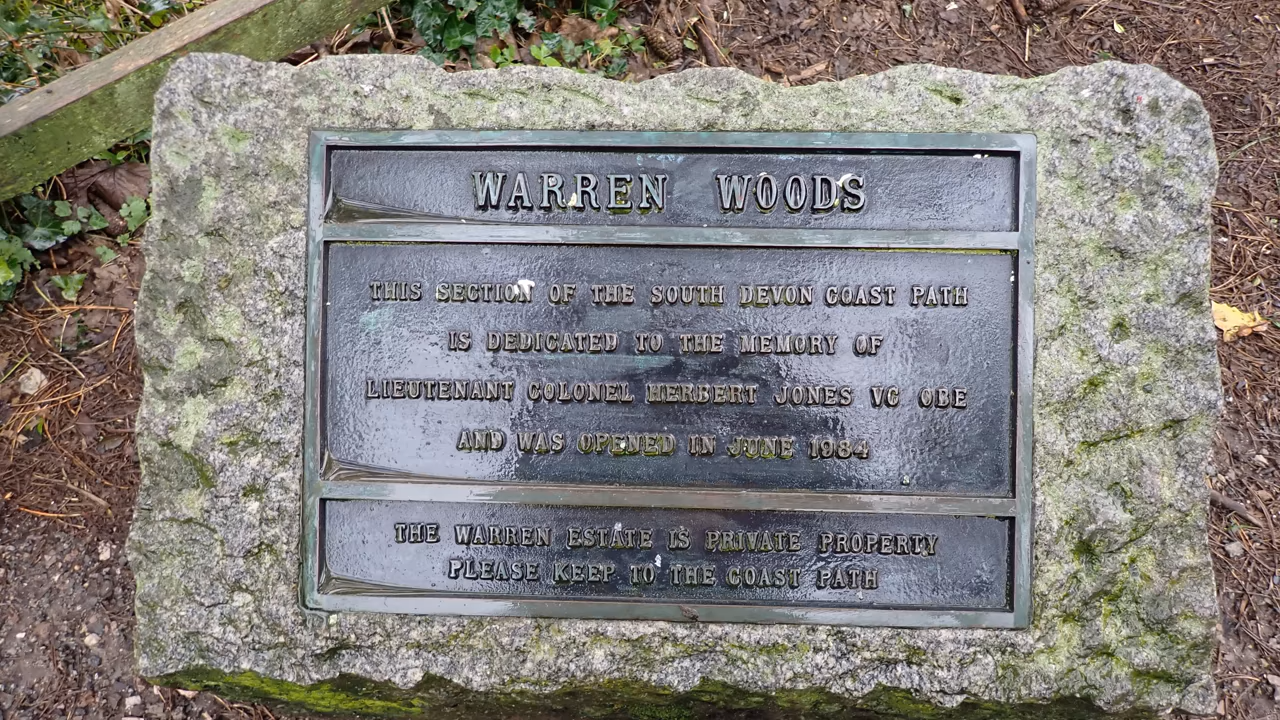 WARREN WOODS
THIS SECTION OF THE SOUTH DEVON COAST PATH
IS DEDICATED TO THE MEMORY OF
LIEUTENANT COLONEL HERBERT JONES VC OBE
AND WAS OPENED IN JUNE 1984
THE WARREN ESTATE IS PRIVATE PROPERTY
PLEASE KEEP TO THE COAST PATH